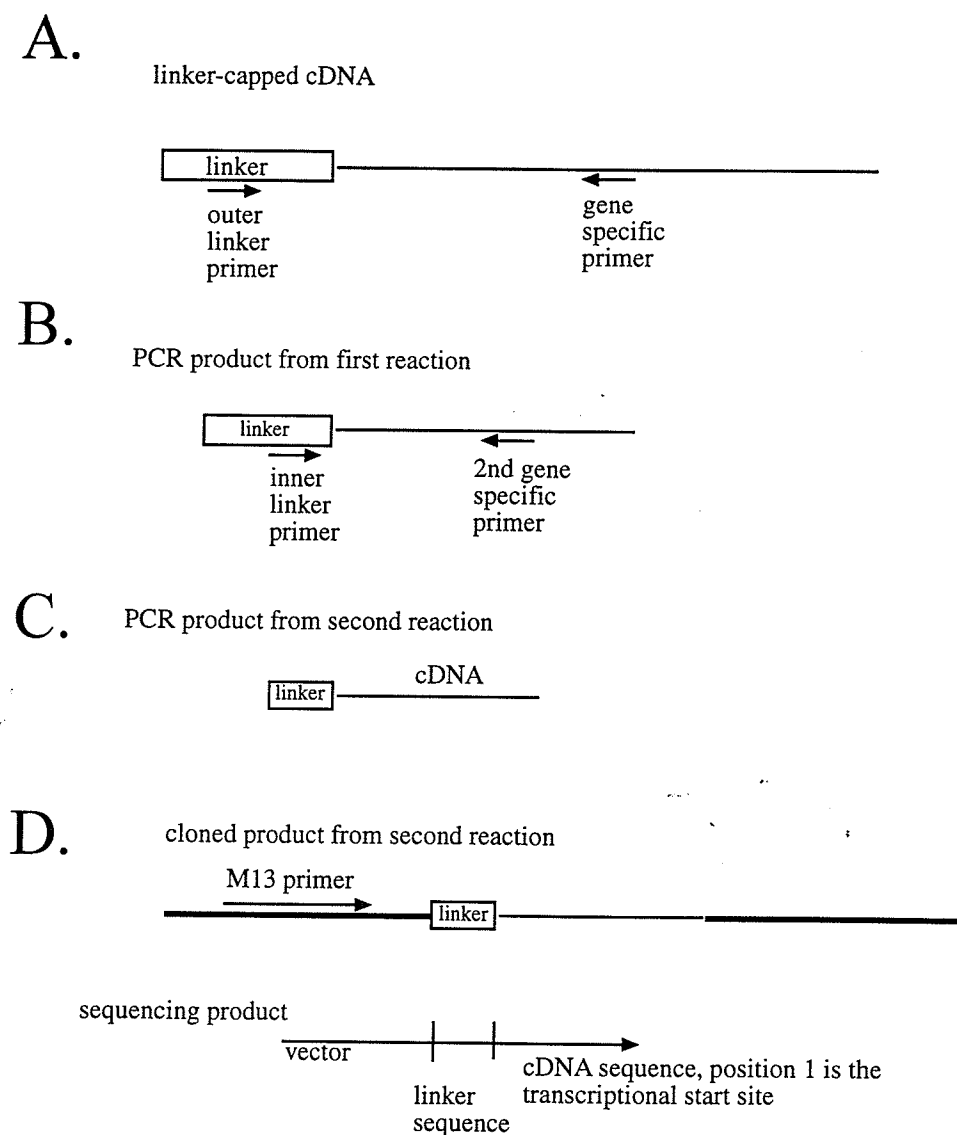 A.
linker-capped cDNA
linker
outer
linker
primer
gene
specific
primer
B.
PCR product from first reaction
linker
inner
linker
primer
2nd gene
specific
primer
C.
PCR product from second reaction
cDNA
linker
D.
cloned product from second reaction
M13 primer
linker
sequencing product
vector
linker
sequence
cDNA sequence, position 1 is the
transcriptional start site